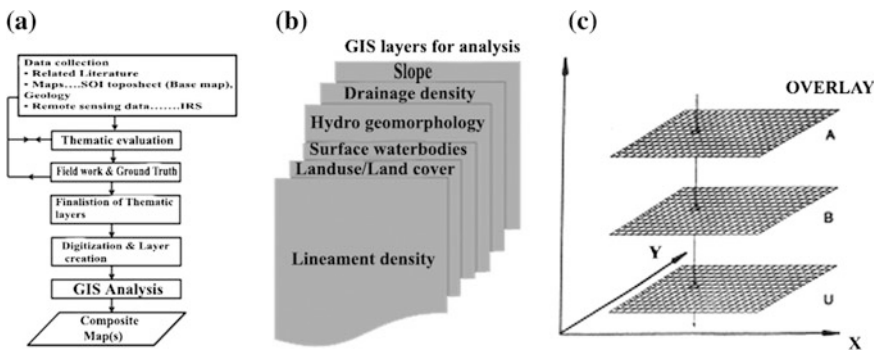 (a)
Data collection
• Related Literature
• Maps....SOI toposheet (Base map),
Geology
• Remote sensing data.......IRS
Thematic evaluation
Field work & Ground Truth
Finalistion of Thematic
layers
Digitization & Layer
creation
GIS Analysis
Composite
Map(s)
(b)
GIS layers for analysis
Slope
Drainage density
Hydro geomorphology
Surface waterbodies
Landuse/Land cover
Lineament density
(c)
OVERLAY
A
B
Y
U
X